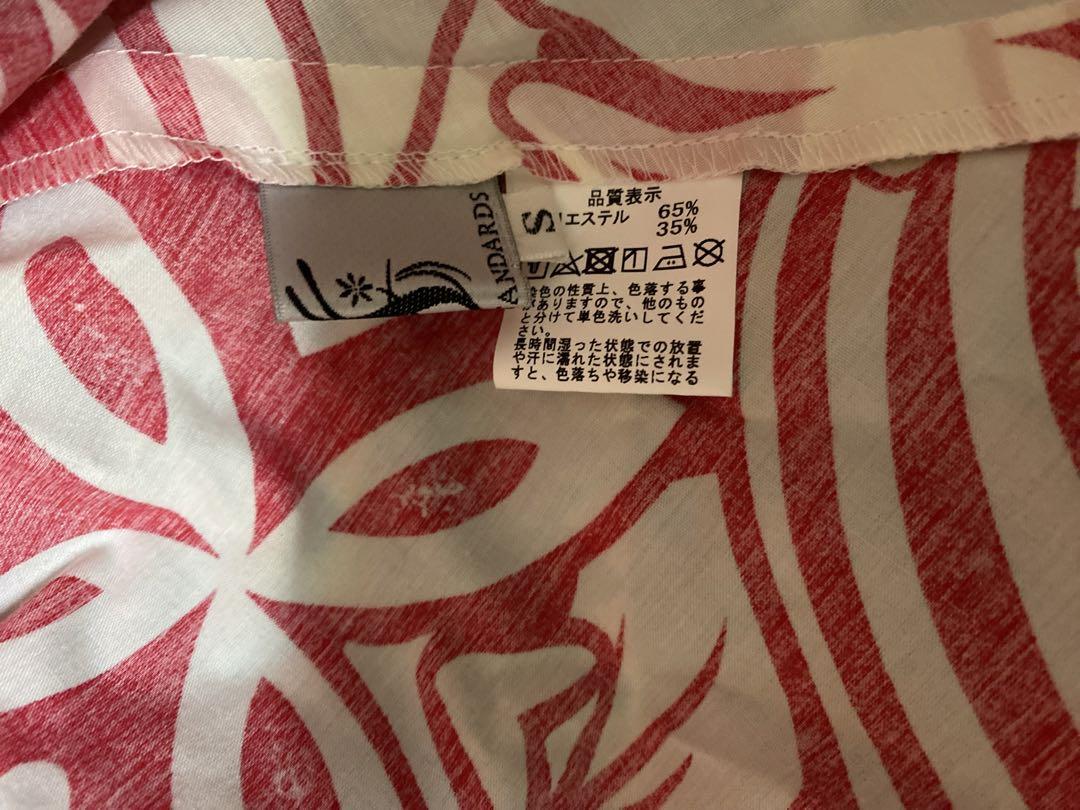 ANDARDS
S
品質表示
エステル 65%
35%
色の性質上、色落する事
がありますので、他のもの
と分けて単色洗いしてくだ
さい。
長時間湿った状態での放置
や汗に濡れた状態にされま
すと、色落ちや移染になる